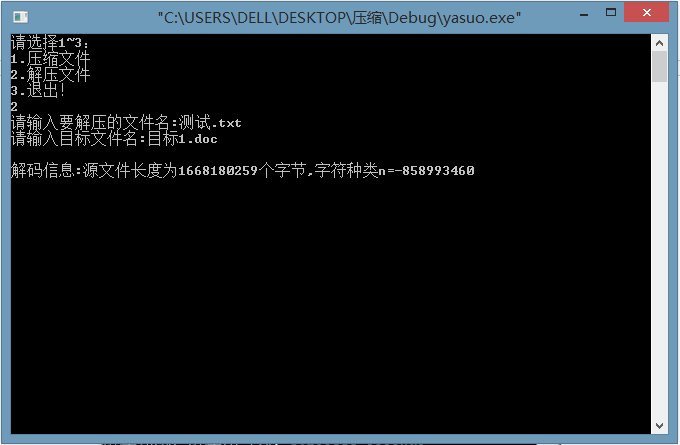 "C:\USERS\DELL\DESKTOP\压缩\Debug\yasuo.exe"
请选择1~3：
1.压缩文件
2.解压文件
3.退出！
2
请输入要解压的文件名:测试.txt
请输入目标文件名:目标1.doc
解码信息:源文件长度为1668180259个字节,字符种类n=-858993460